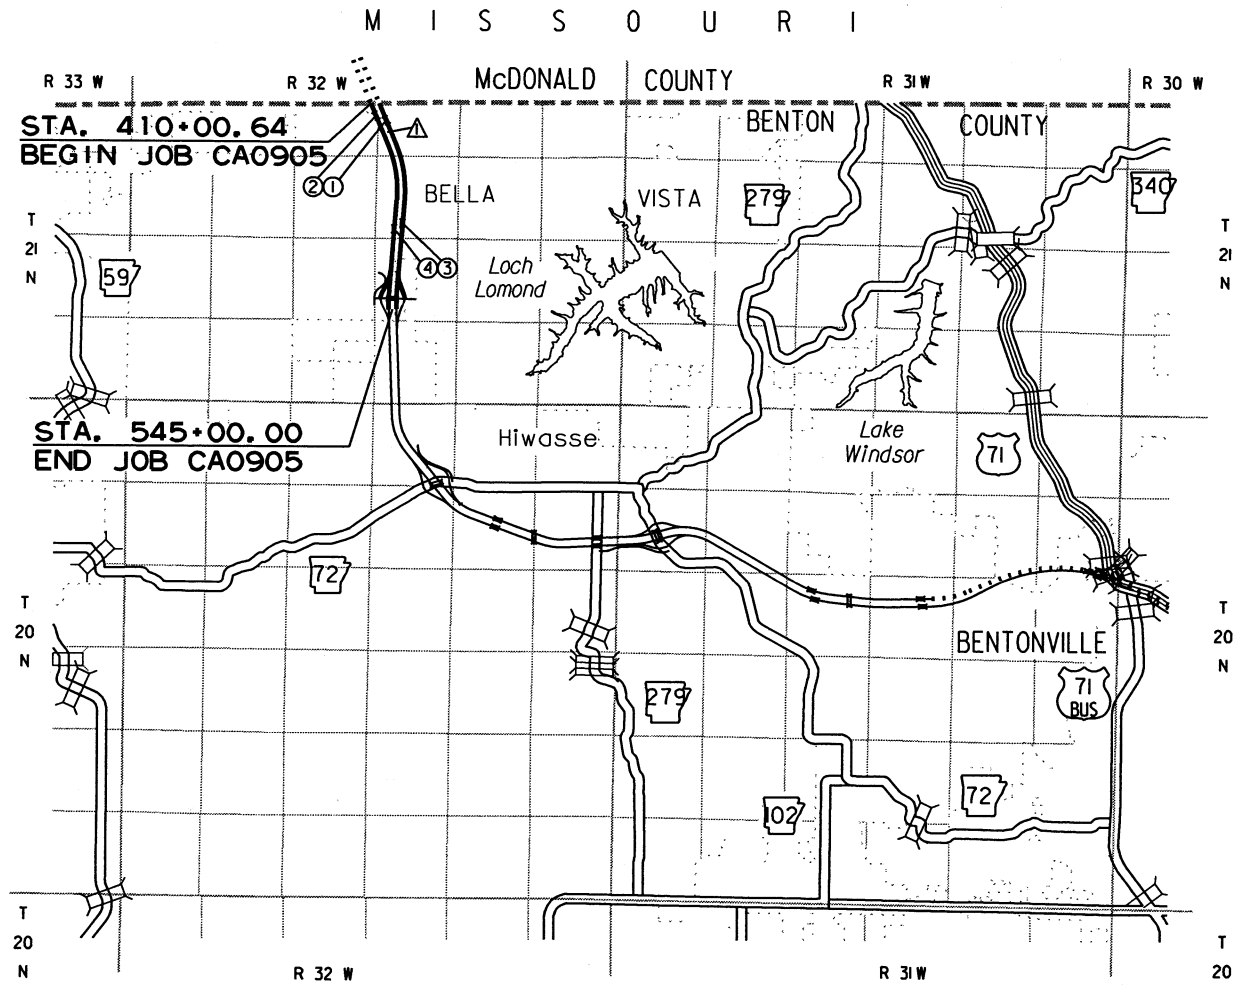 MISSOURI
R 33 W
R 32 W
McDONALD COUNTY
R 31 W
R 30 W
STA. 410+00.64
BEGIN JOB CA0905
1
BENTON COUNTY
2 1
BELLA VISTA
279
340
T
21
N
T
21
N
59
4 3
Loch
Lomond
STA. 545+00.00
END JOB CA0905
Hiwasse
Lake
Windsor
71
72
T
20
N
T
20
N
BENTONVILLE
279
71
BUS
102
72
T
20
N
T
20
R 32 W
R 31 W